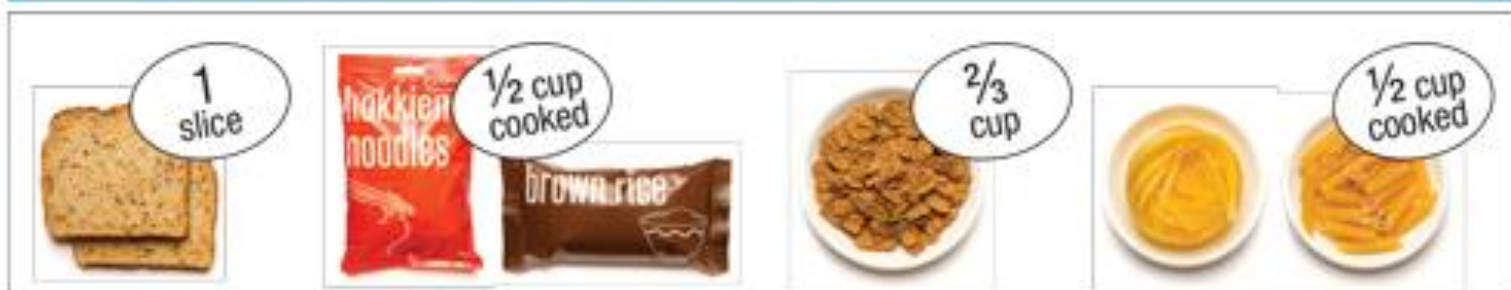 1
slice
hokkien
noodles
½ cup
cooked
brown rice
⅔
cup
½ cup
cooked